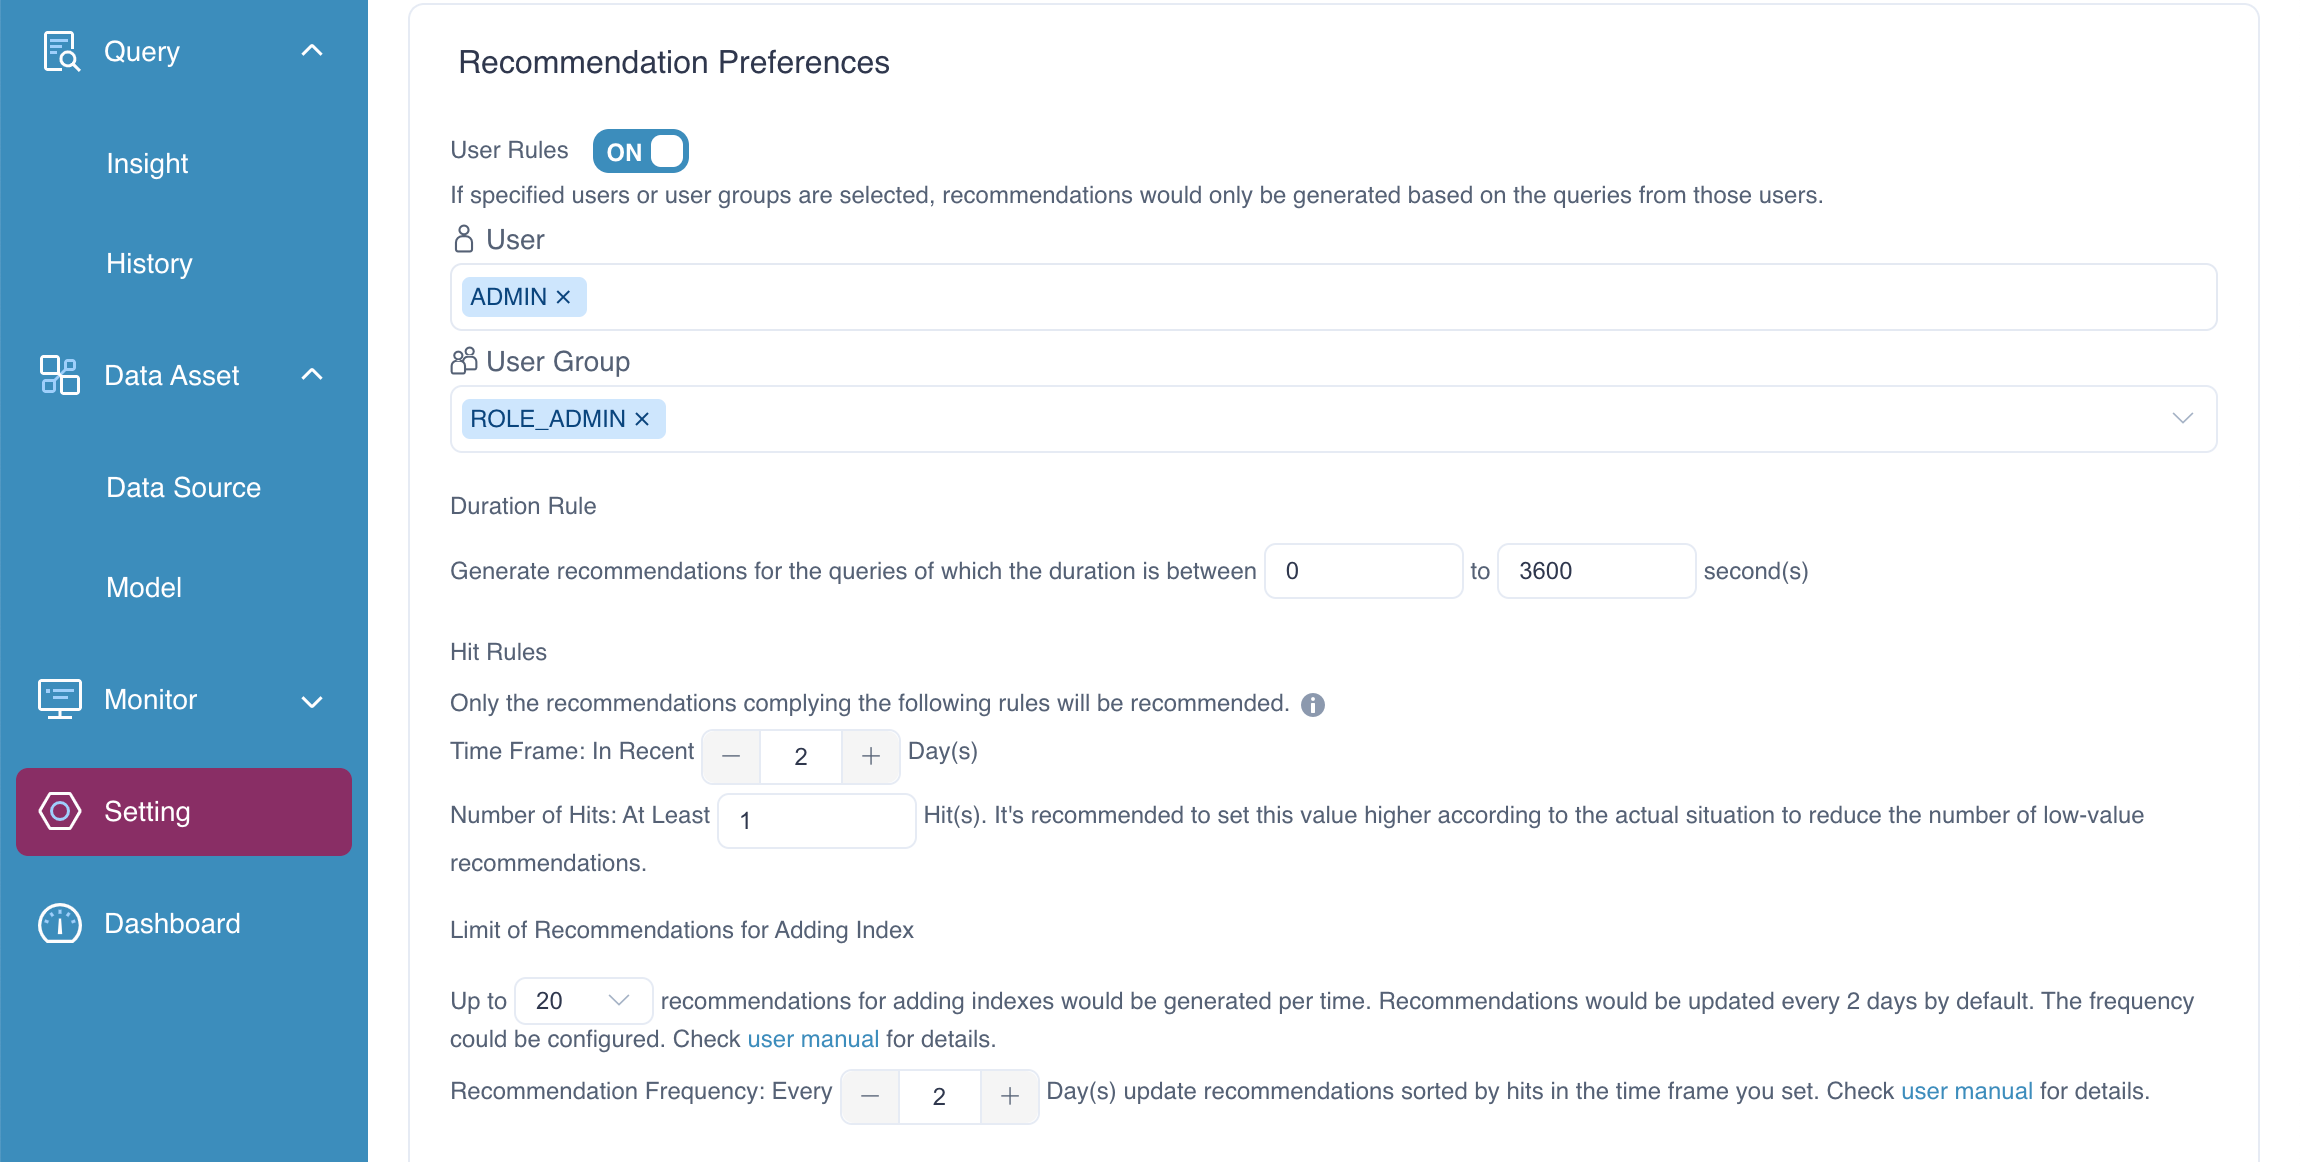 Query
Insight
History
Data Asset
Data Source
Model
Monitor
Setting
Dashboard
Recommendation Preferences
User Rules ON
If specified users or user groups are selected, recommendations would only be generated based on the queries from those users.
User
ADMIN ×
User Group
ROLE_ADMIN ×
Duration Rule
Generate recommendations for the queries of which the duration is between 0 to 3600 second(s)
Hit Rules
Only the recommendations complying the following rules will be recommended.
Time Frame: In Recent − 2 + Day(s)
Number of Hits: At Least 1 Hit(s). It's recommended to set this value higher according to the actual situation to reduce the number of low-value
recommendations.
Limit of Recommendations for Adding Index
Up to 20 recommendations for adding indexes would be generated per time. Recommendations would be updated every 2 days by default. The frequency
could be configured. Check user manual for details.
Recommendation Frequency: Every − 2 + Day(s) update recommendations sorted by hits in the time frame you set. Check user manual for details.